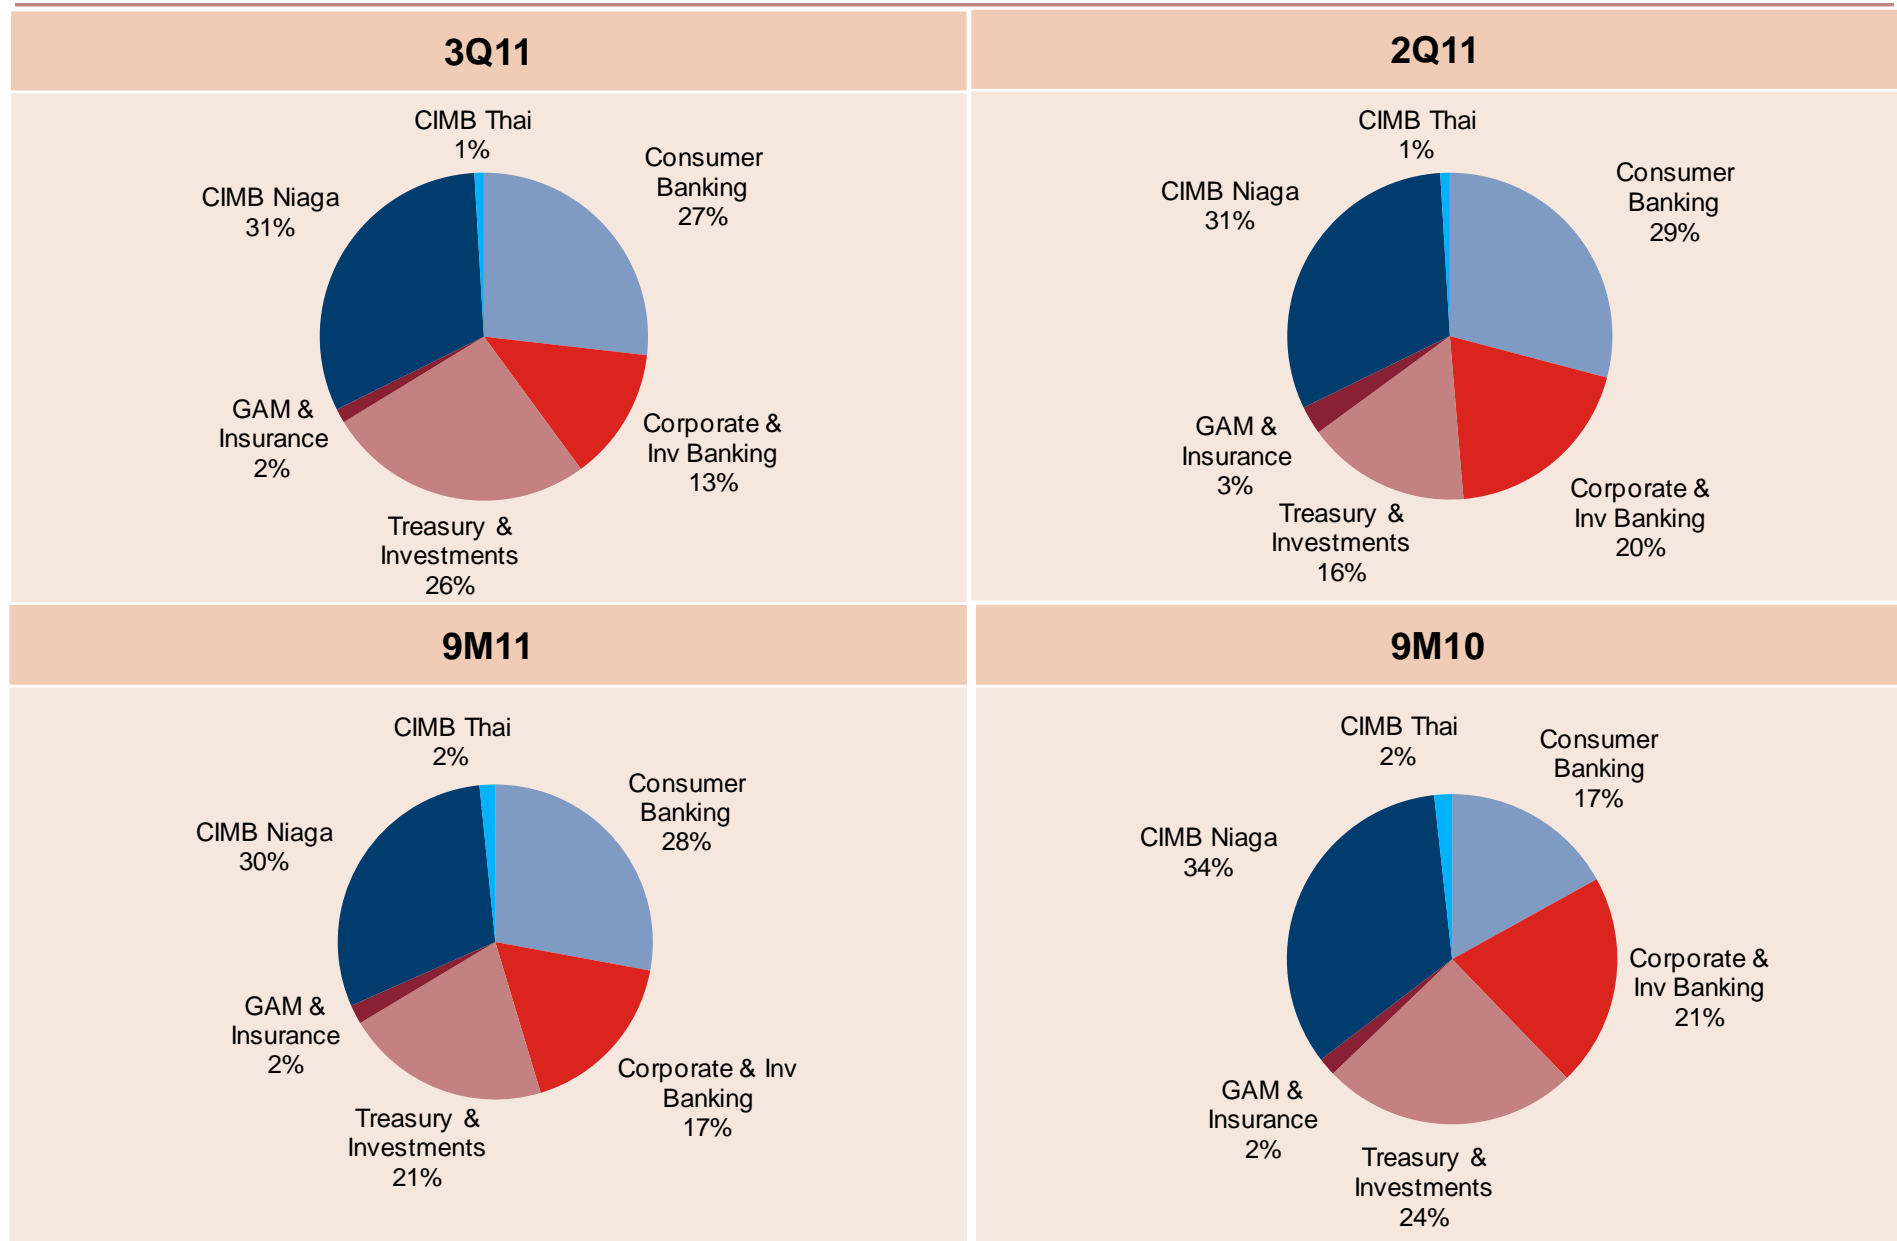 3Q11
CIMB Thai
1%
Consumer
Banking
27%
CIMB Niaga
31%
GAM &
Insurance
2%
Corporate &
Inv Banking
13%
Treasury &
Investments
26%
2Q11
CIMB Thai
1%
Consumer
Banking
29%
CIMB Niaga
31%
GAM &
Insurance
3%
Corporate &
Inv Banking
20%
Treasury &
Investments
16%
9M11
CIMB Thai
2%
Consumer
Banking
28%
CIMB Niaga
30%
GAM &
Insurance
2%
Corporate & Inv
Banking
17%
Treasury &
Investments
21%
9M10
CIMB Thai
2%
Consumer
Banking
17%
CIMB Niaga
34%
Corporate &
Inv Banking
21%
GAM &
Insurance
2%
Treasury &
Investments
24%